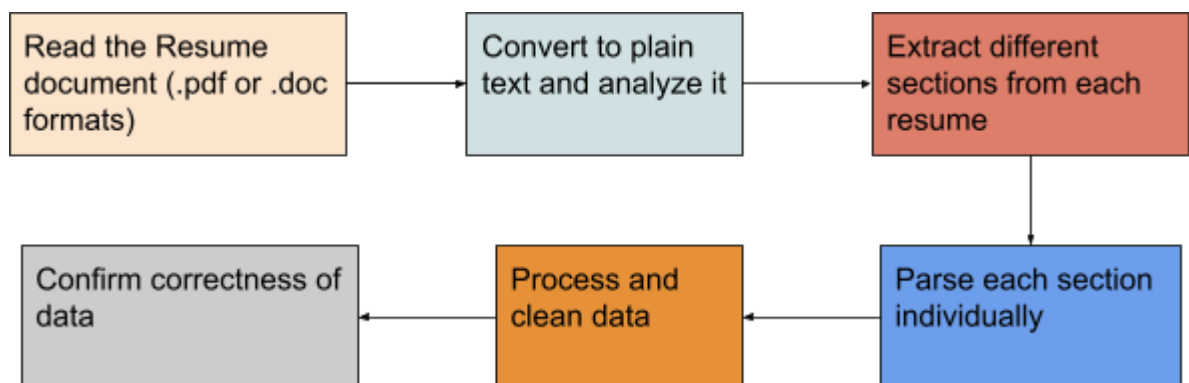 Read the Resume
document (.pdf or .doc
formats)
Convert to plain
text and analyze it
Extract different
sections from each
resume
Parse each section
individually
Process and
clean data
Confirm correctness of
data